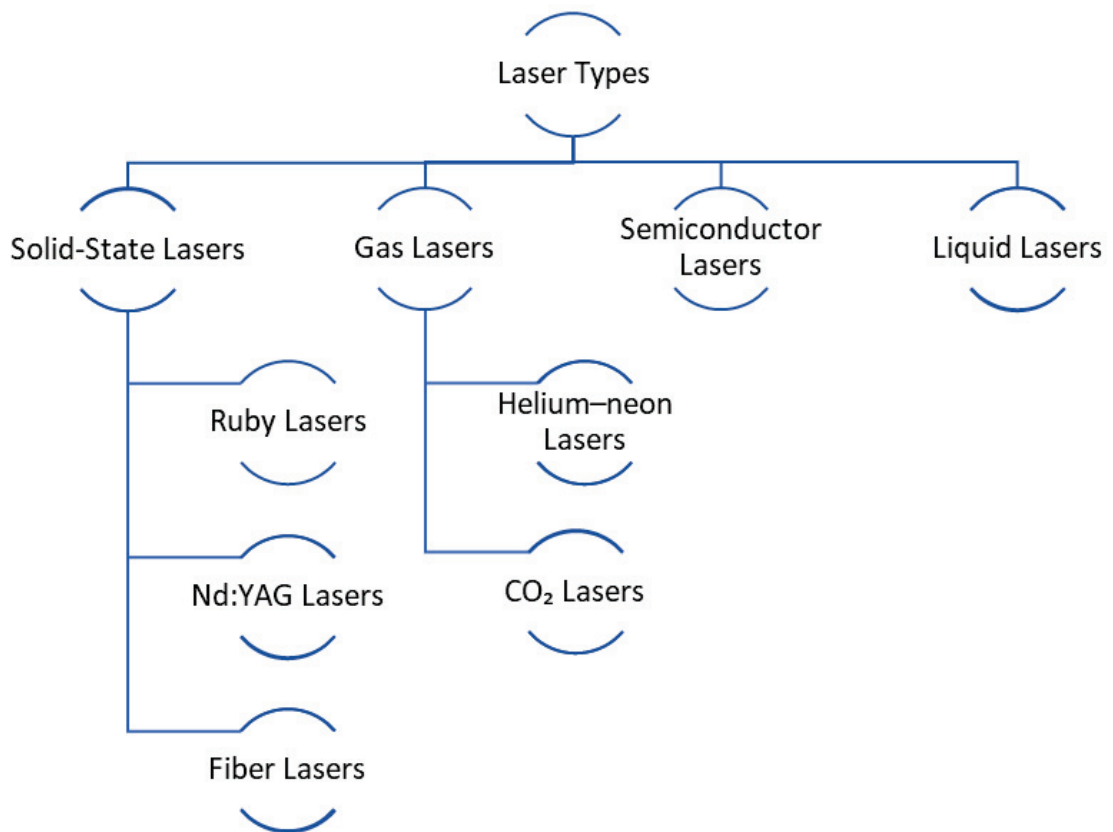 Laser Types
Solid-State Lasers
Gas Lasers
Semiconductor
Lasers
Liquid Lasers
Ruby Lasers
Helium–neon
Lasers
Nd:YAG Lasers
CO₂ Lasers
Fiber Lasers